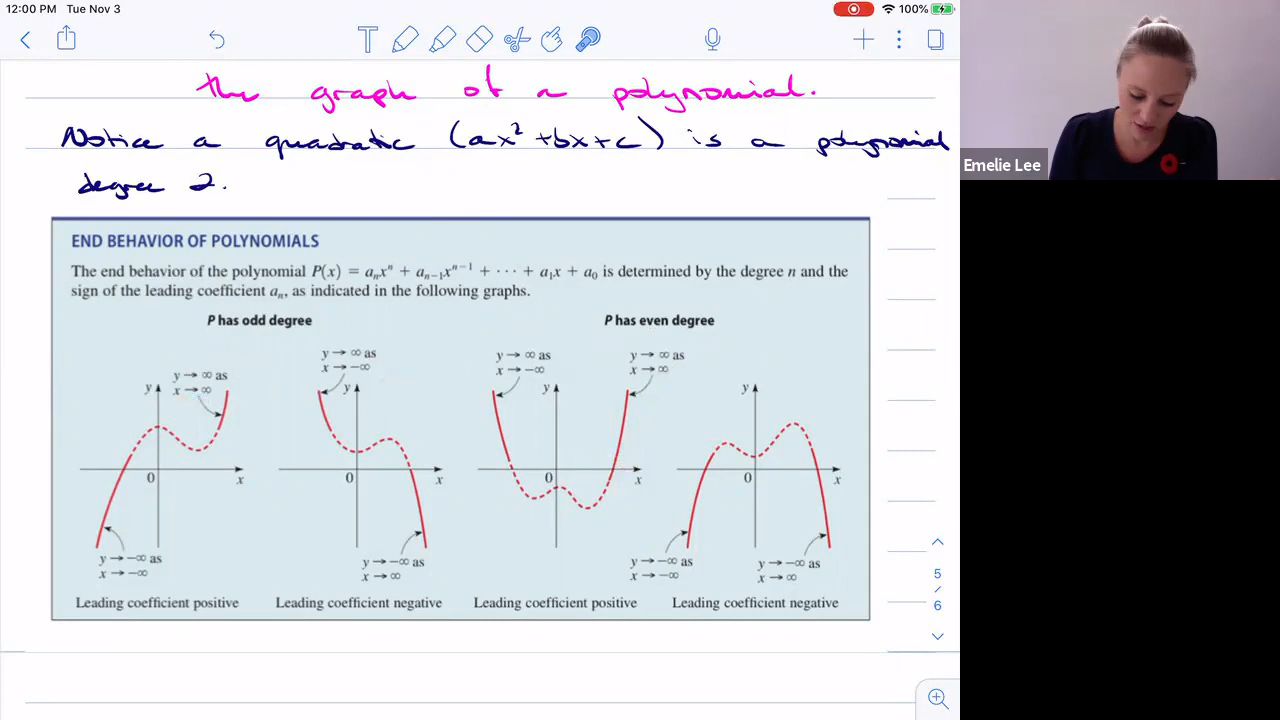 12:00 PM Tue Nov 3
100%
the graph of a polynomial.
Notice a quadratic (ax² +bx+c) is a polynomial
degree 2.
Emelie Lee
END BEHAVIOR OF POLYNOMIALS
The end behavior of the polynomial P(x) = aₙxⁿ + aₙ₋₁xⁿ⁻¹ + · · · + a₁x + a₀ is determined by the degree n and the
sign of the leading coefficient aₙ, as indicated in the following graphs.
P has odd degree
P has even degree
y → ∞ as
x → ∞
y
0
x
y → −∞ as
x → −∞
Leading coefficient positive
y → ∞ as
x → −∞
y
0
x
y → −∞ as
x → ∞
Leading coefficient negative
y → ∞ as
x → −∞
y → ∞ as
x → ∞
y
0
x
Leading coefficient positive
y
0
x
y → −∞ as
x → −∞
y → −∞ as
x → ∞
Leading coefficient negative
5
/
6